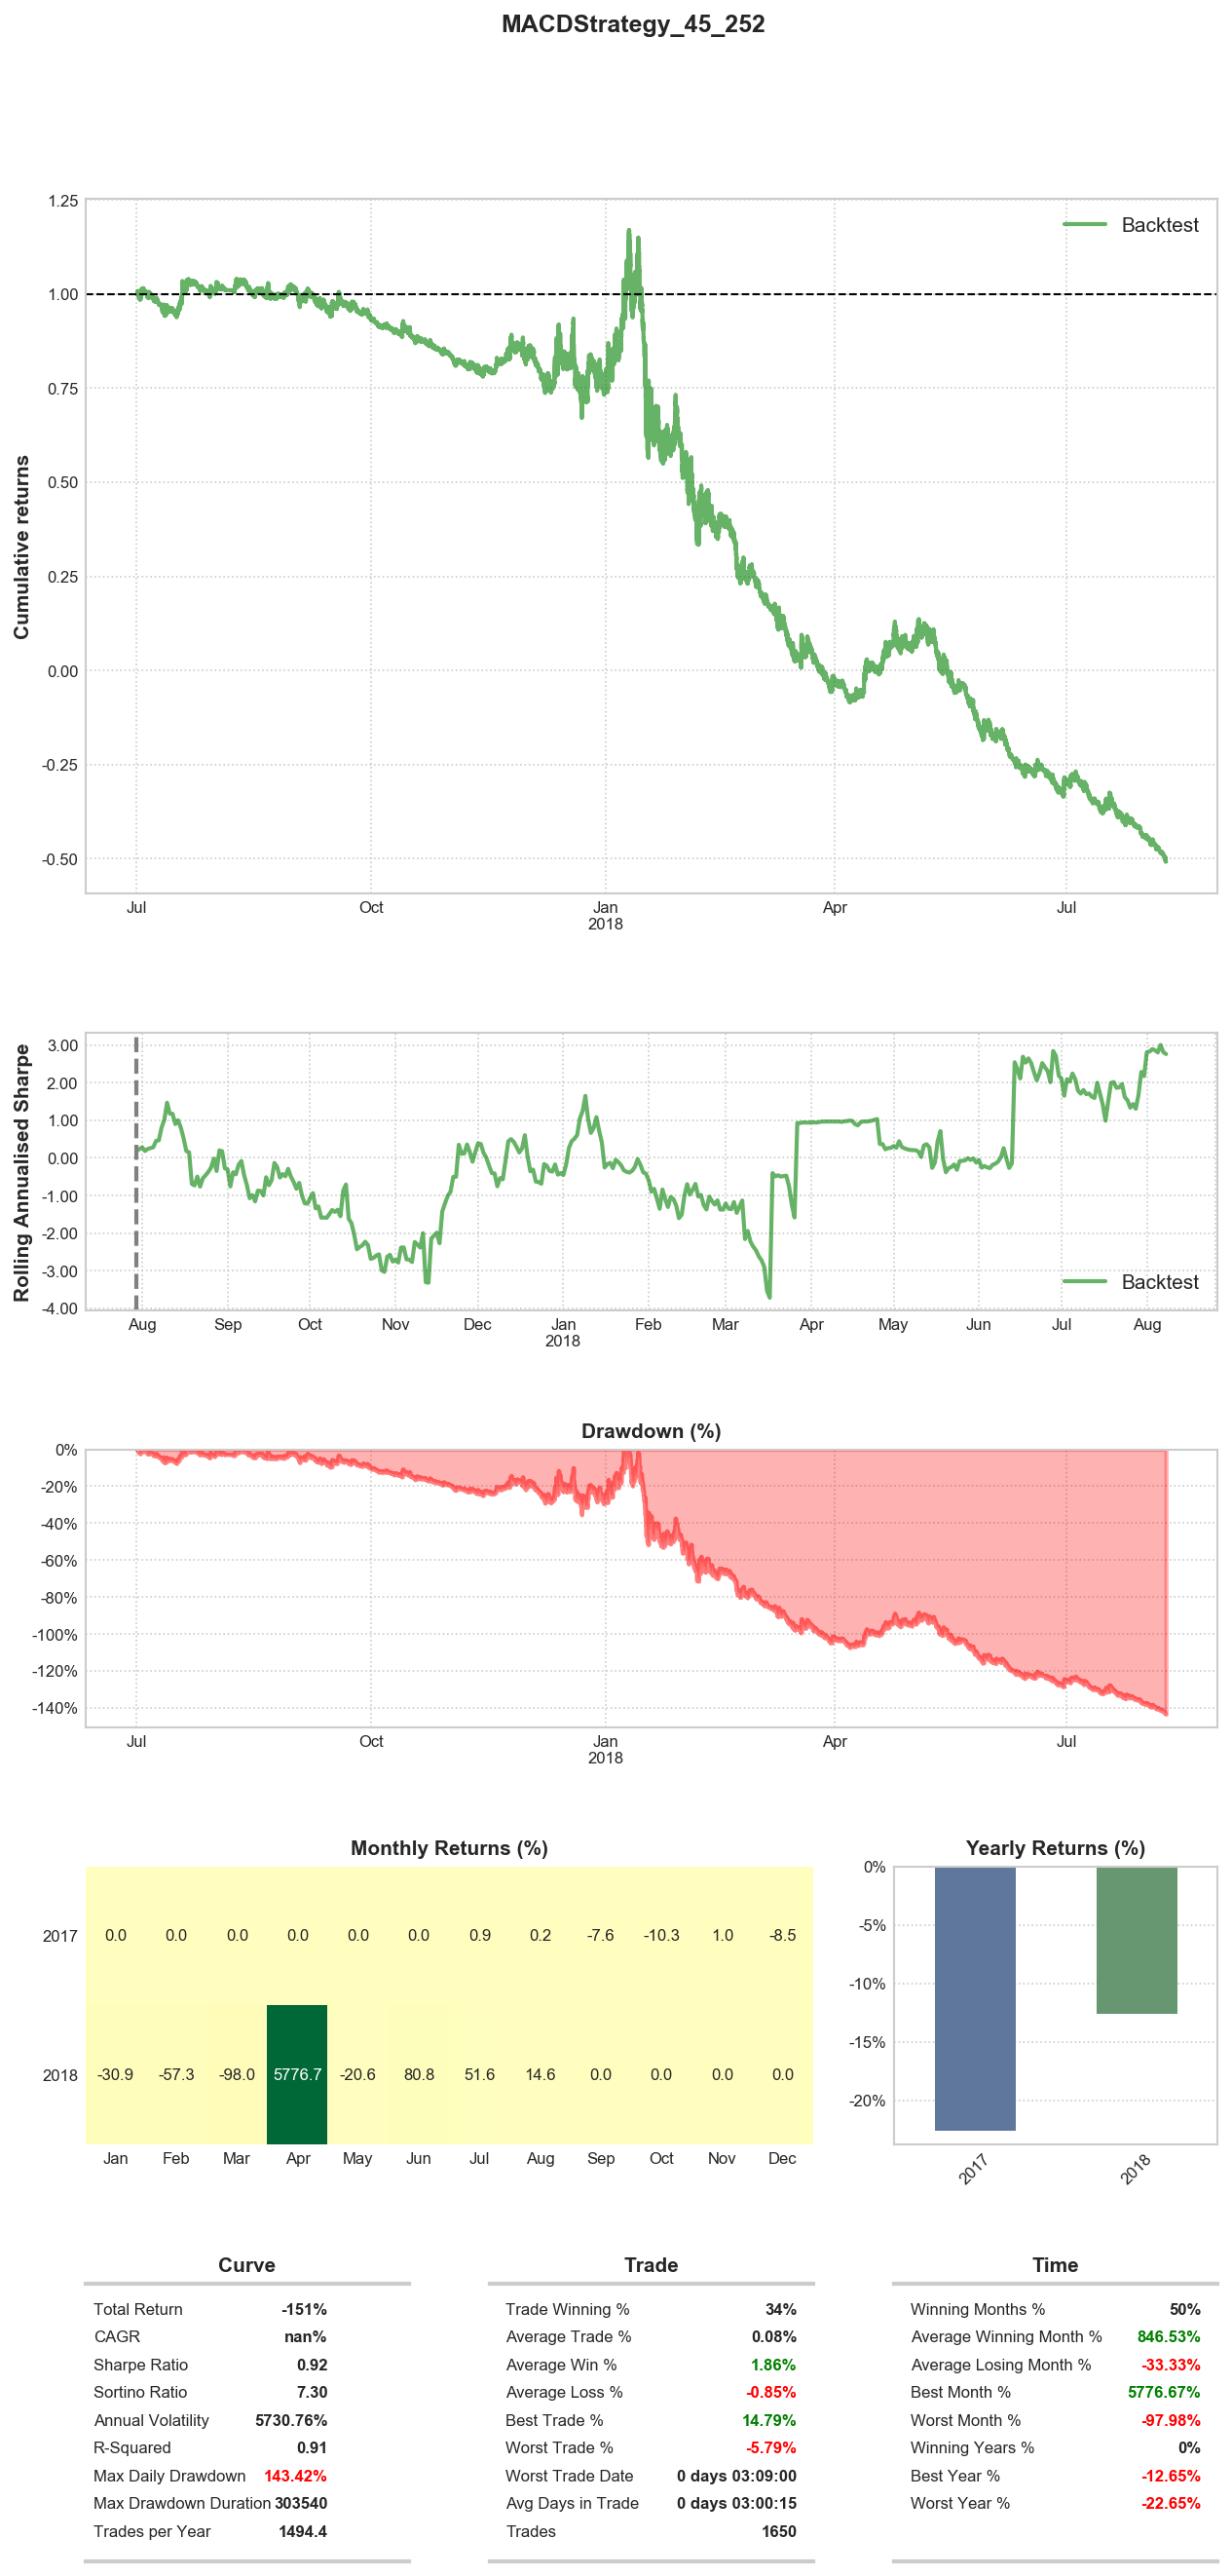 MACDStrategy_45_252
1.25
1.00
0.75
0.50
0.25
0.00
-0.25
-0.50
Cumulative returns
Backtest
Jul Oct Jan Apr Jul
2018
3.00
2.00
1.00
0.00
-1.00
-2.00
-3.00
-4.00
Rolling Annualised Sharpe
Backtest
Aug Sep Oct Nov Dec Jan Feb Mar Apr May Jun Jul Aug
2018
Drawdown (%)
0%
-20%
-40%
-60%
-80%
-100%
-120%
-140%
Jul Oct Jan Apr Jul
2018
Monthly Returns (%)
2017 0.0 0.0 0.0 0.0 0.0 0.0 0.9 0.2 -7.6 -10.3 1.0 -8.5
2018 -30.9 -57.3 -98.0 5776.7 -20.6 80.8 51.6 14.6 0.0 0.0 0.0 0.0
Jan Feb Mar Apr May Jun Jul Aug Sep Oct Nov Dec
Yearly Returns (%)
0%
-5%
-10%
-15%
-20%
2017 2018
Curve
Total Return -151%
CAGR nan%
Sharpe Ratio 0.92
Sortino Ratio 7.30
Annual Volatility 5730.76%
R-Squared 0.91
Max Daily Drawdown 143.42%
Max Drawdown Duration 303540
Trades per Year 1494.4
Trade
Trade Winning % 34%
Average Trade % 0.08%
Average Win % 1.86%
Average Loss % -0.85%
Best Trade % 14.79%
Worst Trade % -5.79%
Worst Trade Date 0 days 03:09:00
Avg Days in Trade 0 days 03:00:15
Trades 1650
Time
Winning Months % 50%
Average Winning Month % 846.53%
Average Losing Month % -33.33%
Best Month % 5776.67%
Worst Month % -97.98%
Winning Years % 0%
Best Year % -12.65%
Worst Year % -22.65%